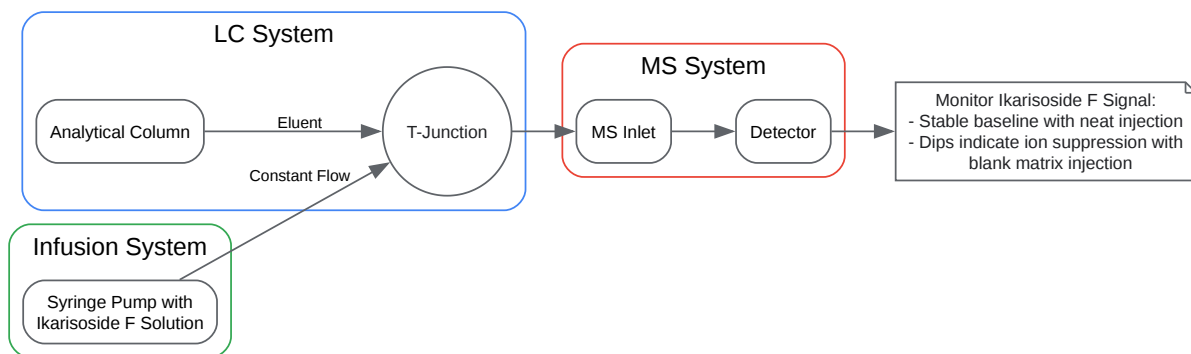 LC System
Analytical Column
Eluent
T-Junction
Constant Flow
Infusion System
Syringe Pump with
Ikarisoside F Solution
MS System
MS Inlet
Detector
Monitor Ikarisoside F Signal:
- Stable baseline with neat injection
- Dips indicate ion suppression with
blank matrix injection